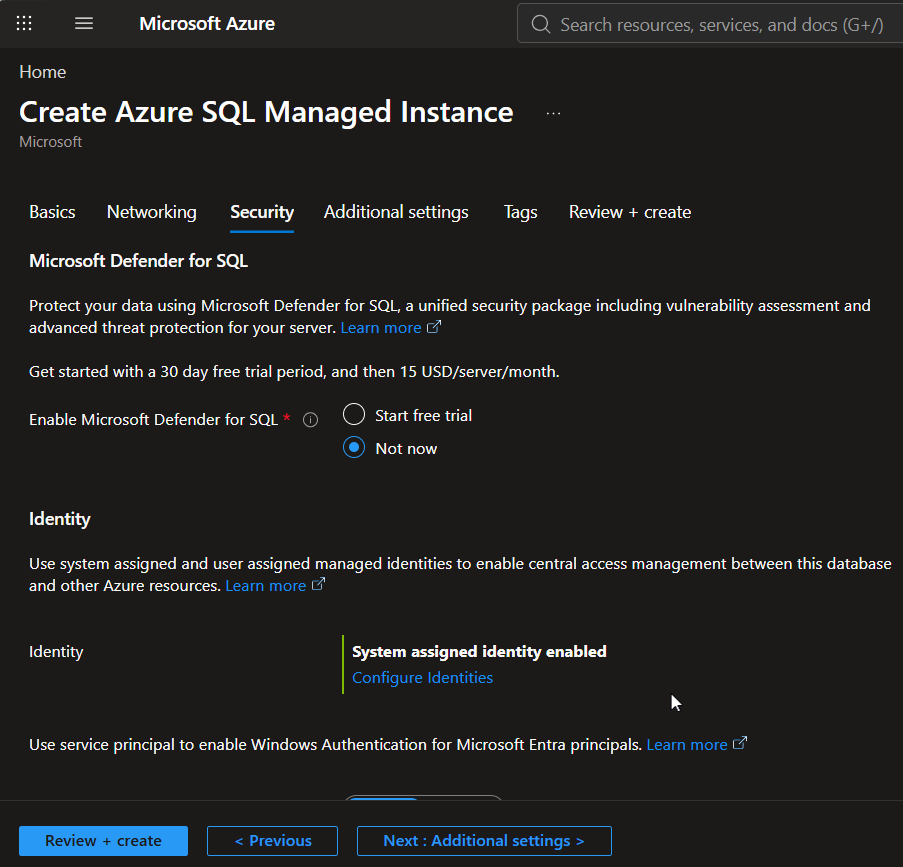 Microsoft Azure
Search resources, services, and docs (G+/)
Home
Create Azure SQL Managed Instance ...
Microsoft
Basics Networking Security Additional settings Tags Review + create
Microsoft Defender for SQL
Protect your data using Microsoft Defender for SQL, a unified security package including vulnerability assessment and
advanced threat protection for your server. Learn more
Get started with a 30 day free trial period, and then 15 USD/server/month.
Enable Microsoft Defender for SQL *
Start free trial
Not now
Identity
Use system assigned and user assigned managed identities to enable central access management between this database
and other Azure resources. Learn more
Identity
System assigned identity enabled
Configure Identities
Use service principal to enable Windows Authentication for Microsoft Entra principals. Learn more
Review + create
< Previous
Next : Additional settings >